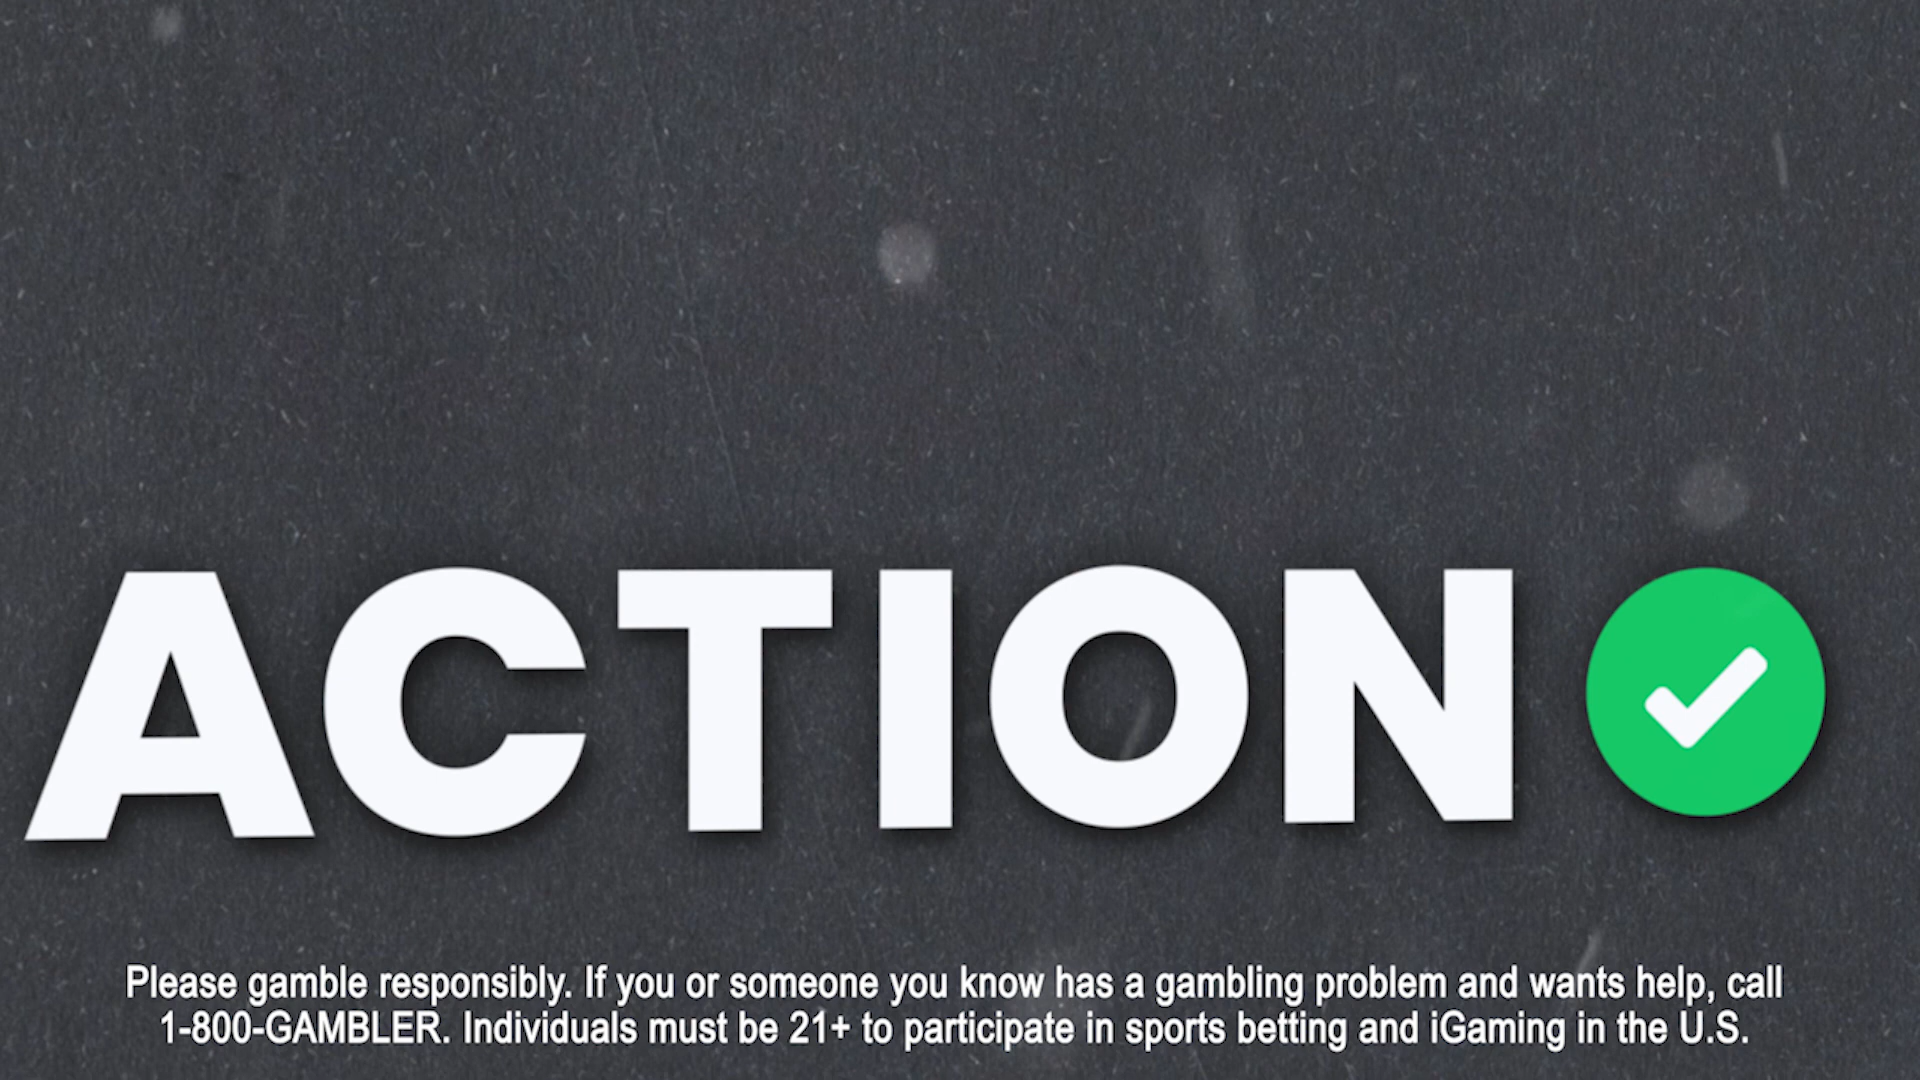 ACTION
Please gamble responsibly. If you or someone you know has a gambling problem and wants help, call
1-800-GAMBLER. Individuals must be 21+ to participate in sports betting and iGaming in the U.S.